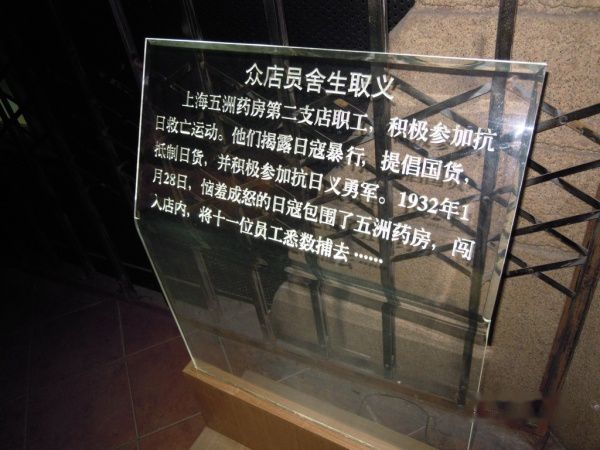 众店员舍生取义
上海五洲药房第二支店职工，积极参加抗
日救亡运动。他们揭露日寇暴行，提倡国货，
抵制日货，并积极参加抗日义勇军。1932年1
月28日，恼羞成怒的日寇包围了五洲药房，闯
入店内，将十一位员工悉数捕去……